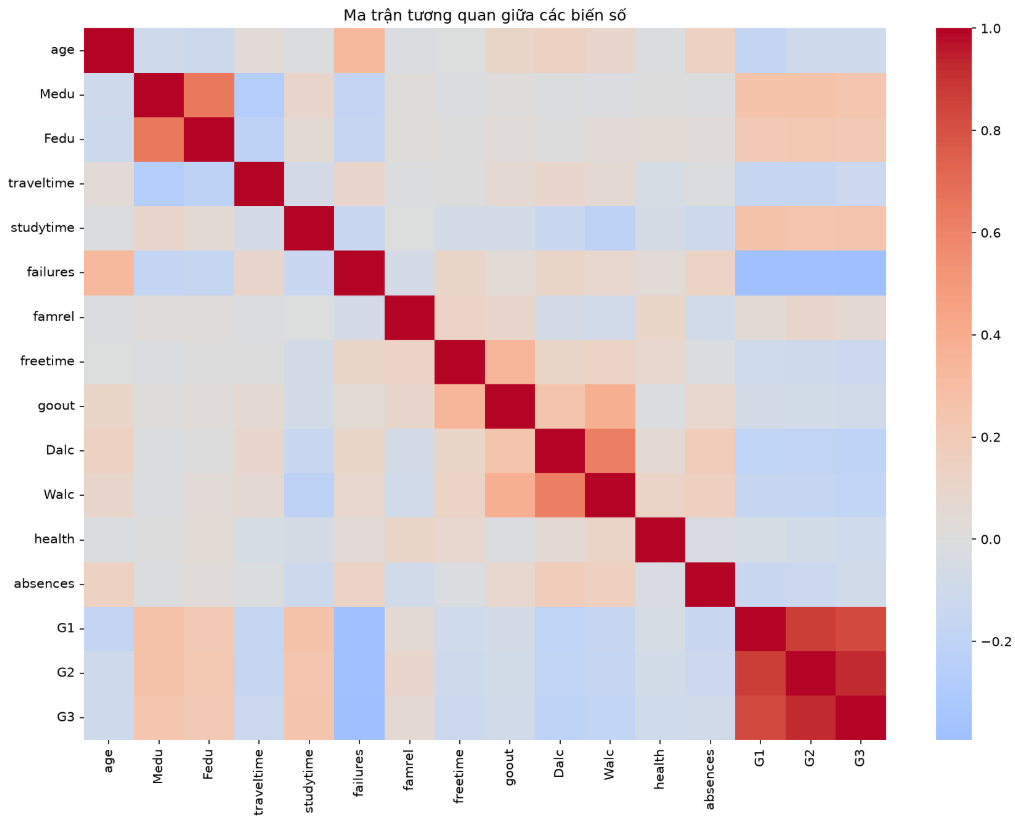 Ma trận tương quan giữa các biến số
age
Medu
Fedu
traveltime
studytime
failures
famrel
freetime
goout
Dalc
Walc
health
absences
G1
G2
G3
age
Medu
Fedu
traveltime
studytime
failures
famrel
freetime
goout
Dalc
Walc
health
absences
G1
G2
G3
1.0
0.8
0.6
0.4
0.2
0.0
−0.2